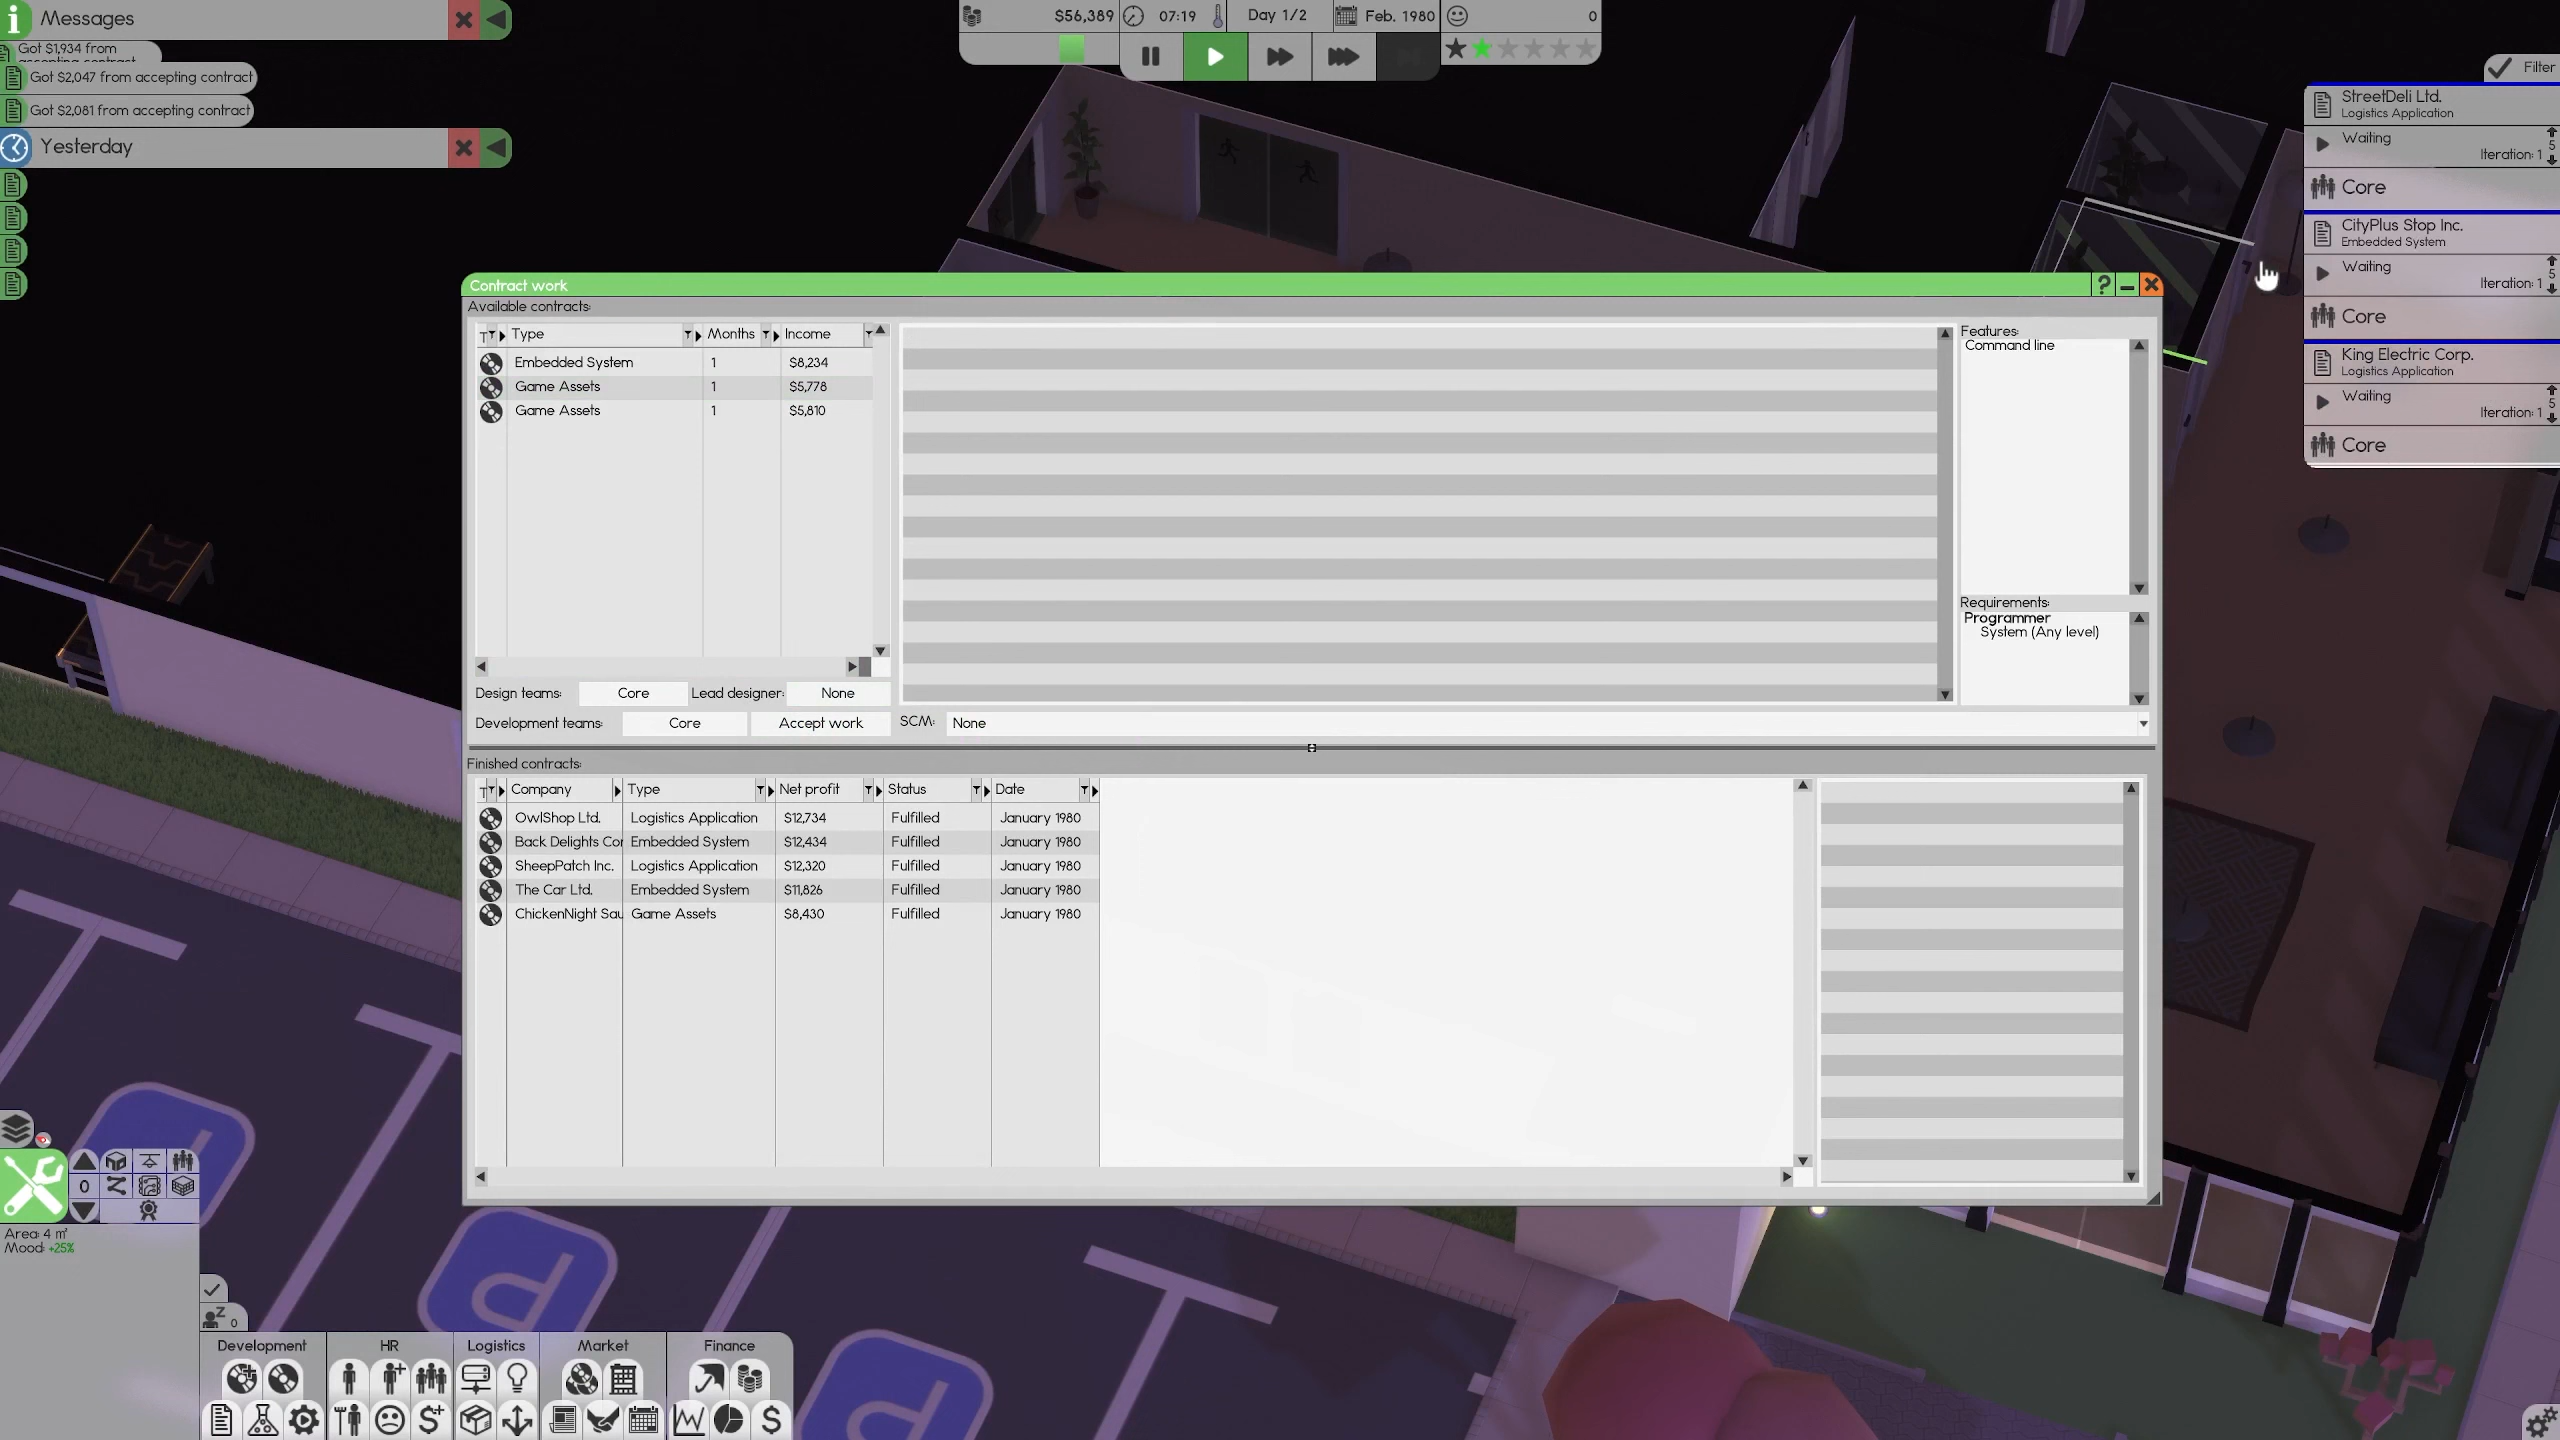 Messages
Got $1,934 from
accepting contract
Got $2,047 from accepting contract
Got $2,081 from accepting contract
Yesterday
$56,389
07:19
Day 1/2
Feb. 1980
0
Filter
StreetDeli Ltd.
Logistics Application
Waiting
5
Iteration: 1
Core
CityPlus Stop Inc.
Embedded System
Waiting
5
Iteration: 1
Core
King Electric Corp.
Logistics Application
Waiting
5
Iteration: 1
Core
Contract work
?
Available contracts:
T Type Months Income
Embedded System 1 $8,234
Game Assets 1 $5,778
Game Assets 1 $5,810
Features:
Command line
Requirements:
Programmer
System (Any level)
Design teams: Core Lead designer: None
Development teams: Core Accept work SCM: None
Finished contracts:
T Company Type Net profit Status Date
OwlShop Ltd. Logistics Application $12,734 Fulfilled January 1980
Back Delights Cor Embedded System $12,434 Fulfilled January 1980
SheepPatch Inc. Logistics Application $12,320 Fulfilled January 1980
The Car Ltd. Embedded System $11,826 Fulfilled January 1980
ChickenNight Sau Game Assets $8,430 Fulfilled January 1980
0
Area: 4 m²
Mood: +25%
z 0
Development HR Logistics Market Finance